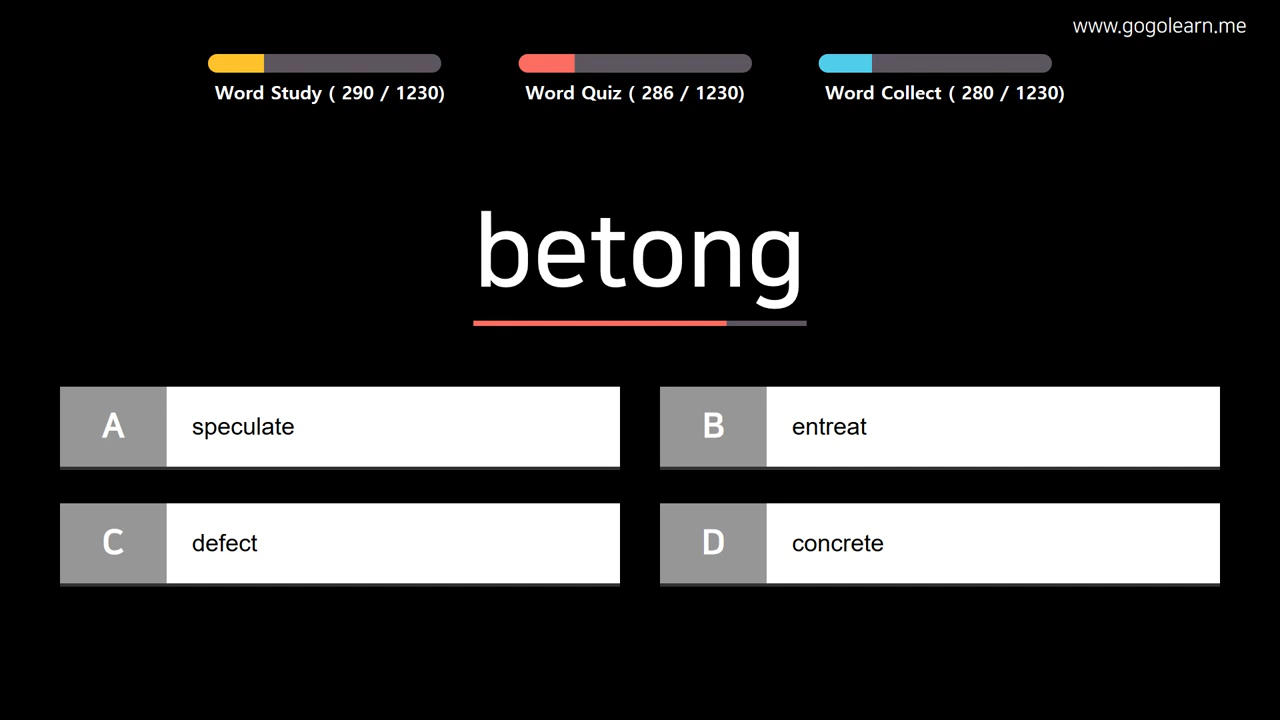 www.gogolearn.me
Word Study ( 290 / 1230)
Word Quiz ( 286 / 1230)
Word Collect ( 280 / 1230)
betong
A speculate
B entreat
C defect
D concrete